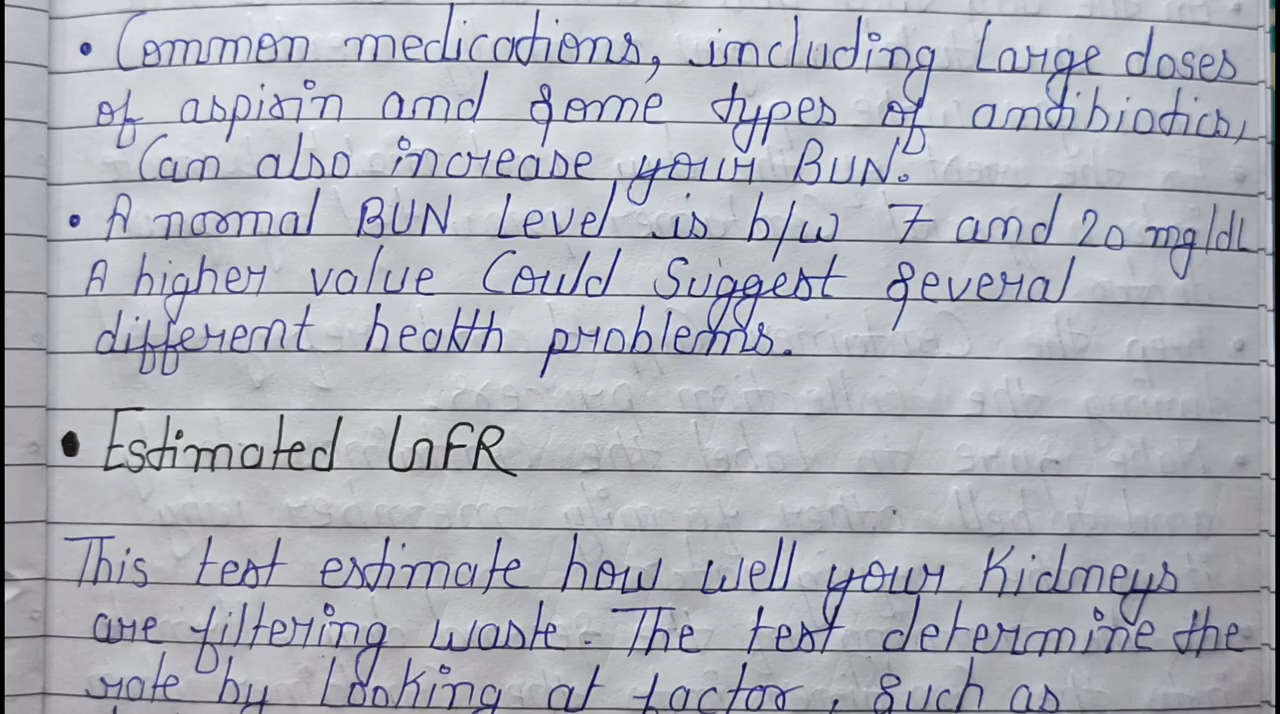 • Common medications, including Large doses
of aspirin and some types of antibiotics,
Can also increase your BUN.
• A normal BUN Level is b/w 7 and 20 mg/dL
A higher value Could Suggest several
different health problems.
• Estimated GFR
This test estimate how well your Kidneys
are filtering waste. The test determine the
rate by Looking at factor, Such as